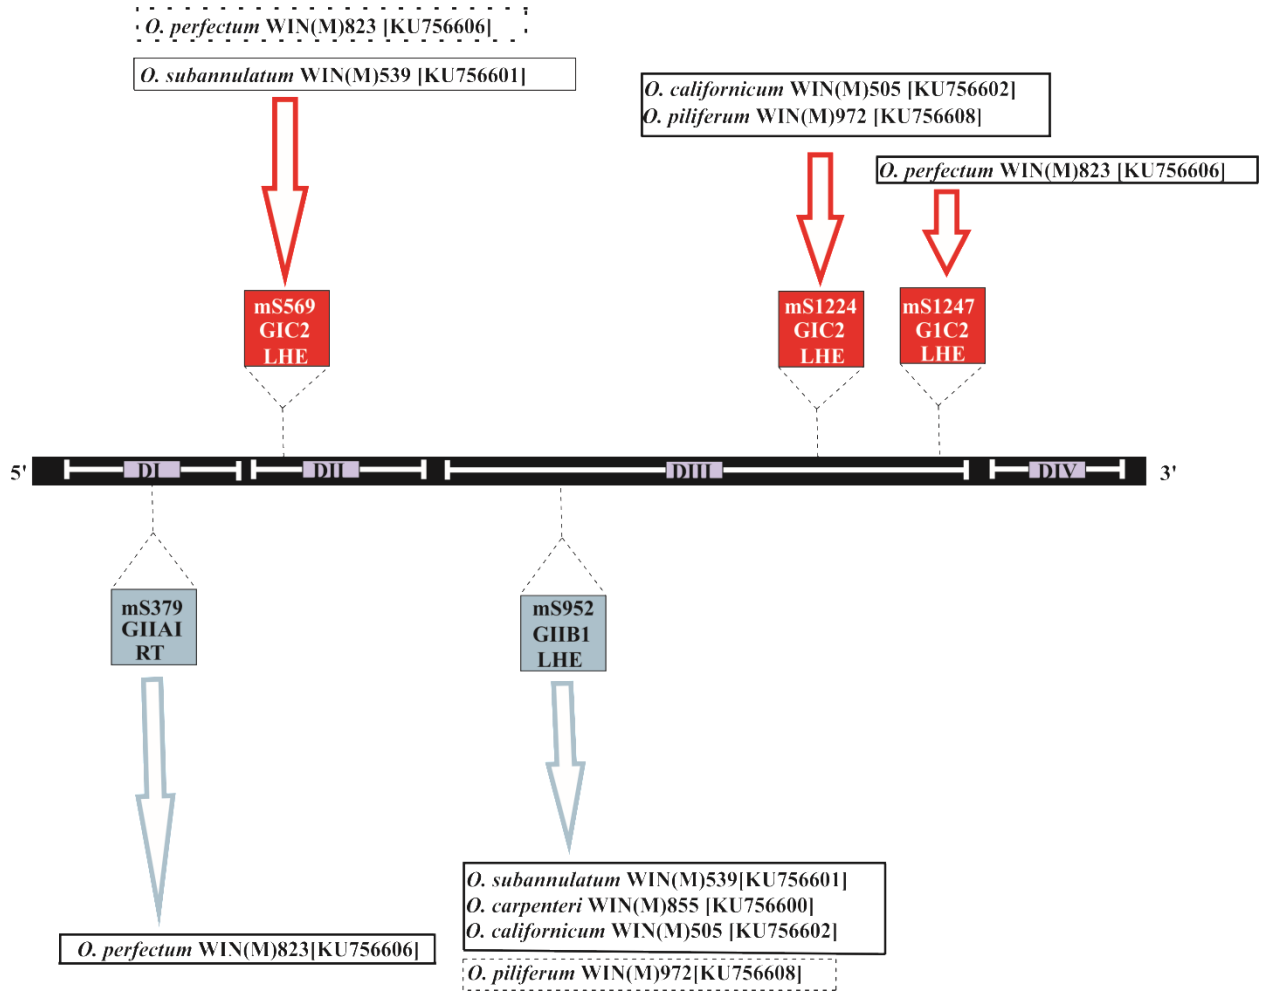 O. perfectum WIN(M)823 [KU756606]
O. subannulatum WIN(M)539 [KU756601]
O. californicum WIN(M)505 [KU756602]
O. piliferum WIN(M)972 [KU756608]
O. perfectum WIN(M)823 [KU756606]
mS569
GIC2
LHE
mS1224
GIC2
LHE
mS1247
G1C2
LHE
5' DI DII DIII DIV 3'
mS379
GIIAI
RT
mS952
GIIB1
LHE
O. subannulatum WIN(M)539[KU756601]
O. carpenteri WIN(M)855 [KU756600]
O. californicum WIN(M)505 [KU756602]
O. perfectum WIN(M)823[KU756606]
O. piliferum WIN(M)972[KU756608]